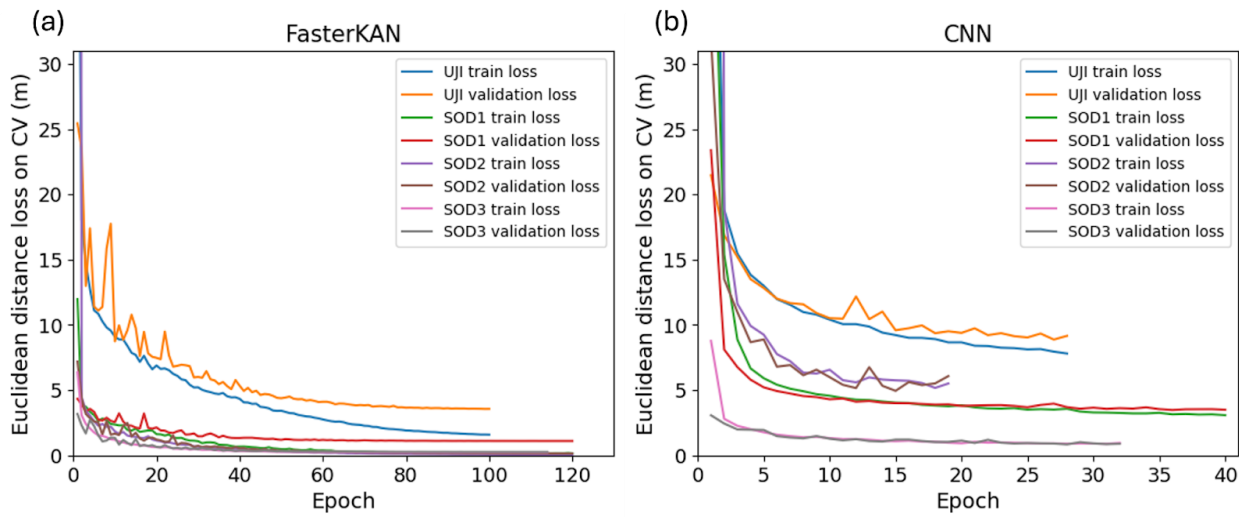 (a)
FasterKAN
Euclidean distance loss on CV (m)
30
25
20
15
10
5
0
0 20 40 60 80 100 120
Epoch
UJI train loss
UJI validation loss
SOD1 train loss
SOD1 validation loss
SOD2 train loss
SOD2 validation loss
SOD3 train loss
SOD3 validation loss
(b)
CNN
Euclidean distance loss on CV (m)
30
25
20
15
10
5
0
0 5 10 15 20 25 30 35 40
Epoch
UJI train loss
UJI validation loss
SOD1 train loss
SOD1 validation loss
SOD2 train loss
SOD2 validation loss
SOD3 train loss
SOD3 validation loss